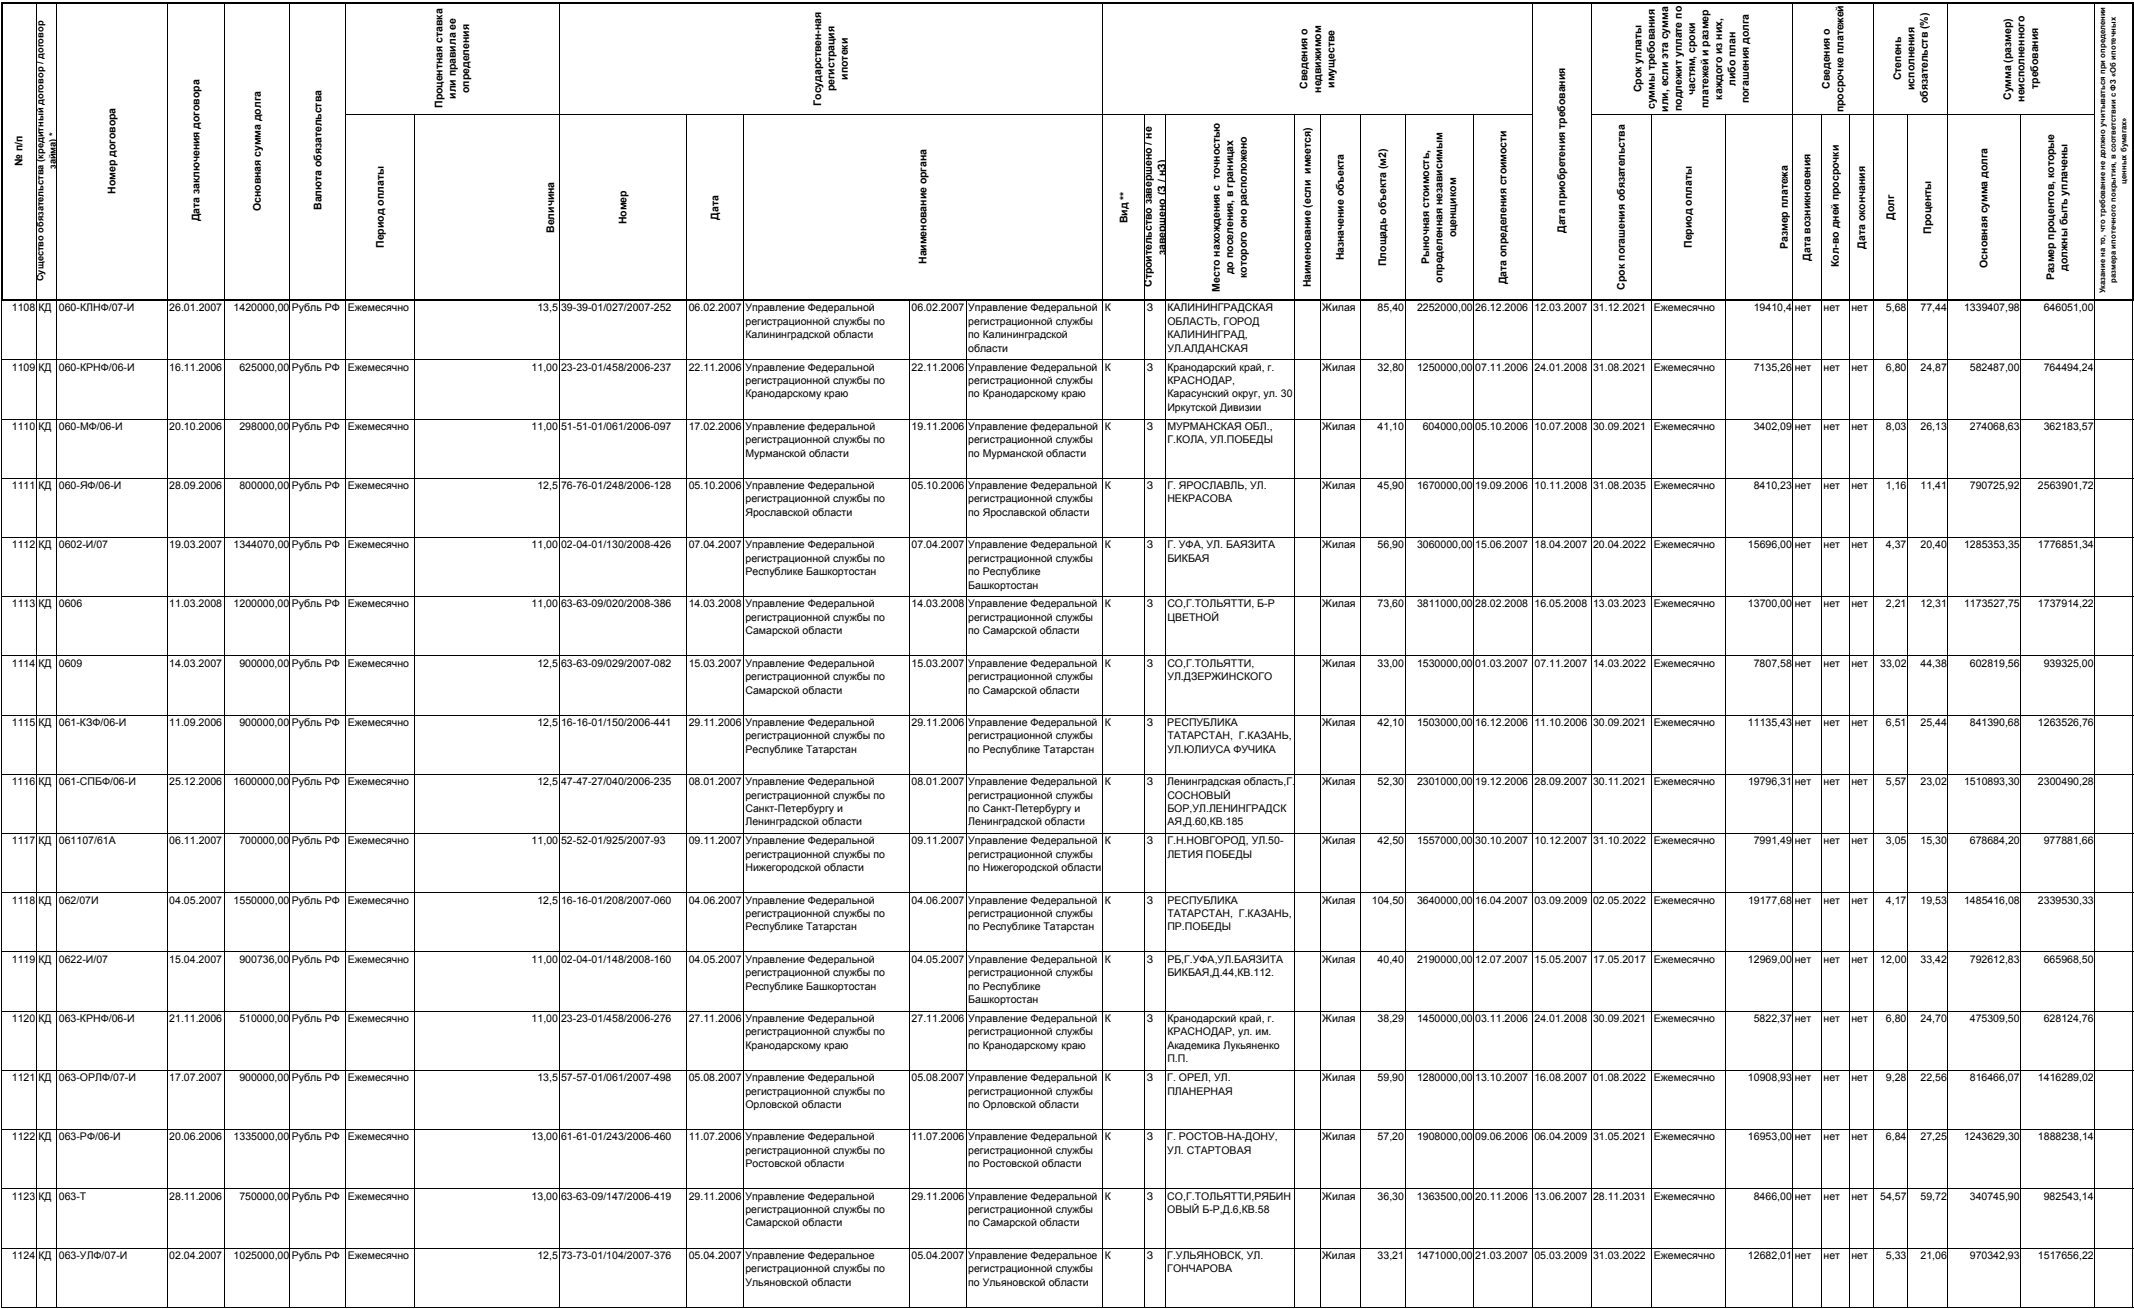 № п/п
Существо обязательства (кредитный договор / договор займа) *
Номер договора
Дата заключения договора
Основная сумма долга
Валюта обязательства
Процентная ставка или правила ее определения
Период оплаты
Величина
Государствен-ная регистрация ипотеки
Номер
Дата
Наименование органа
Сведения о недвижимом имуществе
Вид **
Строительство завершено / не завершено (З / нЗ)
Место нахождения с точностью до поселения, в границах которого оно расположено
Наименование (если имеется)
Назначение объекта
Площадь объекта (м2)
Рыночная стоимость, определенная независимым оценщиком
Дата определения стоимости
Дата приобретения требования
Срок уплаты суммы требования или, если эта сумма подлежит уплате по частям, сроки платежей и размер каждого из них, либо план погашения долга
Срок погашения обязательства
Период оплаты
Размер платежа
Сведения о просрочке платежей
Дата возникновения
Кол-во дней просрочки
Дата окончания
Степень исполнения обязательств (%)
Долг
Проценты
Сумма (размер) неисполненного требования
Основная сумма долга
Размер процентов, которые должны быть уплачены
Указание на то, что требование не должно учитываться при определении размера ипотечного покрытия, в соответствии с ФЗ «Об ипотечных ценных бумагах»
1108 КД 060-КЛНФ/07-И 26.01.2007 1420000,00 Рубль РФ Ежемесячно 13,5 39-39-01/027/2007-252 06.02.2007 Управление Федеральной регистрационной службы по Калининградской области 06.02.2007 Управление Федеральной регистрационной службы по Калининградской области К З КАЛИНИНГРАДСКАЯ ОБЛАСТЬ, ГОРОД КАЛИНИНГРАД, УЛ.АЛДАНСКАЯ Жилая 85,40 2252000,00 26.12.2006 12.03.2007 31.12.2021 Ежемесячно 19410,4 нет нет нет 5,68 77,44 1339407,98 646051,00
1109 КД 060-КРНФ/06-И 16.11.2006 625000,00 Рубль РФ Ежемесячно 11,00 23-23-01/458/2006-237 22.11.2006 Управление Федеральной регистрационной службы по Кранодарскому краю 22.11.2006 Управление Федеральной регистрационной службы по Кранодарскому краю К З Кранодарский край, г. КРАСНОДАР, Карасунский округ, ул. 30 Иркутской Дивизии Жилая 32,80 1250000,00 07.11.2006 24.01.2008 31.08.2021 Ежемесячно 7135,26 нет нет нет 6,80 24,87 582487,00 764494,24
1110 КД 060-МФ/06-И 20.10.2006 298000,00 Рубль РФ Ежемесячно 11,00 51-51-01/061/2006-097 17.02.2006 Управление федеральной регистрационной службы по Мурманской области 19.11.2006 Управление федеральной регистрационной службы по Мурманской области К З МУРМАНСКАЯ ОБЛ., Г.КОЛА, УЛ.ПОБЕДЫ Жилая 41,10 604000,00 05.10.2006 10.07.2008 30.09.2021 Ежемесячно 3402,09 нет нет нет 8,03 26,13 274068,63 362183,57
1111 КД 060-ЯФ/06-И 28.09.2006 800000,00 Рубль РФ Ежемесячно 12,5 76-76-01/248/2006-128 05.10.2006 Управление Федеральной регистрационной службы по Ярославской области 05.10.2006 Управление Федеральной регистрационной службы по Ярославской области К З Г. ЯРОСЛАВЛЬ, УЛ. НЕКРАСОВА Жилая 45,90 1670000,00 19.09.2006 10.11.2008 31.08.2035 Ежемесячно 8410,23 нет нет нет 1,16 11,41 790725,92 2563901,72
1112 КД 0602-И/07 19.03.2007 1344070,00 Рубль РФ Ежемесячно 11,00 02-04-01/130/2008-426 07.04.2007 Управление Федеральной регистрационной службы по Республике Башкортостан 07.04.2007 Управление Федеральной регистрационной службы по Республике Башкортостан К З Г. УФА, УЛ. БАЯЗИТА БИКБАЯ Жилая 56,90 3060000,00 15.06.2007 18.04.2007 20.04.2022 Ежемесячно 15696,00 нет нет нет 4,37 20,40 1285353,35 1776851,34
1113 КД 0606 11.03.2008 1200000,00 Рубль РФ Ежемесячно 11,00 63-63-09/020/2008-386 14.03.2008 Управление Федеральной регистрационной службы по Самарской области 14.03.2008 Управление Федеральной регистрационной службы по Самарской области К З СО,Г.ТОЛЬЯТТИ, Б-Р ЦВЕТНОЙ Жилая 73,60 3811000,00 28.02.2008 16.05.2008 13.03.2023 Ежемесячно 13700,00 нет нет нет 2,21 12,31 1173527,75 1737914,22
1114 КД 0609 14.03.2007 900000,00 Рубль РФ Ежемесячно 12,5 63-63-09/029/2007-082 15.03.2007 Управление Федеральной регистрационной службы по Самарской области 15.03.2007 Управление Федеральной регистрационной службы по Самарской области К З СО,Г.ТОЛЬЯТТИ, УЛ.ДЗЕРЖИНСКОГО Жилая 33,00 1530000,00 01.03.2007 07.11.2007 14.03.2022 Ежемесячно 7807,58 нет нет нет 33,02 44,38 602819,56 939325,00
1115 КД 061-КЗФ/06-И 11.09.2006 900000,00 Рубль РФ Ежемесячно 12,5 16-16-01/150/2006-441 29.11.2006 Управление Федеральной регистрационной службы по Республике Татарстан 29.11.2006 Управление Федеральной регистрационной службы по Республике Татарстан К З РЕСПУБЛИКА ТАТАРСТАН, Г.КАЗАНЬ, УЛ.ЮЛИУСА ФУЧИКА Жилая 42,10 1503000,00 16.12.2006 11.10.2006 30.09.2021 Ежемесячно 11135,43 нет нет нет 6,51 25,44 841390,68 1263526,76
1116 КД 061-СПБФ/06-И 25.12.2006 1600000,00 Рубль РФ Ежемесячно 12,5 47-47-27/040/2006-235 08.01.2007 Управление Федеральной регистрационной службы по Санкт-Петербургу и Ленинградской области 08.01.2007 Управление Федеральной регистрационной службы по Санкт-Петербургу и Ленинградской области К З Ленинградская область,Г. СОСНОВЫЙ БОР,УЛ.ЛЕНИНГРАДСКАЯ,Д.60,КВ.185 Жилая 52,30 2301000,00 19.12.2006 28.09.2007 30.11.2021 Ежемесячно 19796,31 нет нет нет 5,57 23,02 1510893,30 2300490,28
1117 КД 061107/61А 06.11.2007 700000,00 Рубль РФ Ежемесячно 11,00 52-52-01/925/2007-93 09.11.2007 Управление Федеральной регистрационной службы по Нижегородской области 09.11.2007 Управление Федеральной регистрационной службы по Нижегородской области К З Г.Н.НОВГОРОД, УЛ.50-ЛЕТИЯ ПОБЕДЫ Жилая 42,50 1557000,00 30.10.2007 10.12.2007 31.10.2022 Ежемесячно 7991,49 нет нет нет 3,05 15,30 678684,20 977881,66
1118 КД 062/07И 04.05.2007 1550000,00 Рубль РФ Ежемесячно 12,5 16-16-01/208/2007-060 04.06.2007 Управление Федеральной регистрационной службы по Республике Татарстан 04.06.2007 Управление Федеральной регистрационной службы по Республике Татарстан К З РЕСПУБЛИКА ТАТАРСТАН, Г.КАЗАНЬ, ПР.ПОБЕДЫ Жилая 104,50 3640000,00 16.04.2007 03.09.2009 02.05.2022 Ежемесячно 19177,68 нет нет нет 4,17 19,53 1485416,08 2339530,33
1119 КД 0622-И/07 15.04.2007 900736,00 Рубль РФ Ежемесячно 11,00 02-04-01/148/2008-160 04.05.2007 Управление Федеральной регистрационной службы по Республике Башкортостан 04.05.2007 Управление Федеральной регистрационной службы по Республике Башкортостан К З РБ,Г.УФА,УЛ.БАЯЗИТА БИКБАЯ,Д.44,КВ.112. Жилая 40,40 2190000,00 12.07.2007 15.05.2007 17.05.2017 Ежемесячно 12969,00 нет нет нет 12,00 33,42 792612,83 665968,50
1120 КД 063-КРНФ/06-И 21.11.2006 510000,00 Рубль РФ Ежемесячно 11,00 23-23-01/458/2006-276 27.11.2006 Управление Федеральной регистрационной службы по Кранодарскому краю 27.11.2006 Управление Федеральной регистрационной службы по Кранодарскому краю К З Кранодарский край, г. КРАСНОДАР, ул. им. Академика Лукьяненко П.П. Жилая 38,29 1450000,00 03.11.2006 24.01.2008 30.09.2021 Ежемесячно 5822,37 нет нет нет 6,80 24,70 475309,50 628124,76
1121 КД 063-ОРЛФ/07-И 17.07.2007 900000,00 Рубль РФ Ежемесячно 13,5 57-57-01/061/2007-498 05.08.2007 Управление Федеральной регистрационной службы по Орловской области 05.08.2007 Управление Федеральной регистрационной службы по Орловской области К З Г. ОРЕЛ, УЛ. ПЛАНЕРНАЯ Жилая 59,90 1280000,00 13.10.2007 16.08.2007 01.08.2022 Ежемесячно 10908,93 нет нет нет 9,28 22,56 816466,07 1416289,02
1122 КД 063-РФ/06-И 20.06.2006 1335000,00 Рубль РФ Ежемесячно 13,00 61-61-01/243/2006-460 11.07.2006 Управление Федеральной регистрационной службы по Ростовской области 11.07.2006 Управление Федеральной регистрационной службы по Ростовской области К З Г. РОСТОВ-НА-ДОНУ, УЛ. СТАРТОВАЯ Жилая 57,20 1908000,00 09.06.2006 06.04.2009 31.05.2021 Ежемесячно 16953,00 нет нет нет 6,84 27,25 1243629,30 1888238,14
1123 КД 063-Т 28.11.2006 750000,00 Рубль РФ Ежемесячно 13,00 63-63-09/147/2006-419 29.11.2006 Управление Федеральной регистрационной службы по Самарской области 29.11.2006 Управление Федеральной регистрационной службы по Самарской области К З СО,Г.ТОЛЬЯТТИ,РЯБИНОВЫЙ Б-Р,Д.6,КВ.58 Жилая 36,30 1363500,00 20.11.2006 13.06.2007 28.11.2031 Ежемесячно 8466,00 нет нет нет 54,57 59,72 340745,90 982543,14
1124 КД 063-УЛФ/07-И 02.04.2007 1025000,00 Рубль РФ Ежемесячно 12,5 73-73-01/104/2007-376 05.04.2007 Управление Федеральное регистрационной службы по Ульяновской области 05.04.2007 Управление Федеральное регистрационной службы по Ульяновской области К З Г.УЛЬЯНОВСК, УЛ. ГОНЧАРОВА Жилая 33,21 1471000,00 21.03.2007 05.03.2009 31.03.2022 Ежемесячно 12682,01 нет нет нет 5,33 21,06 970342,93 1517656,22